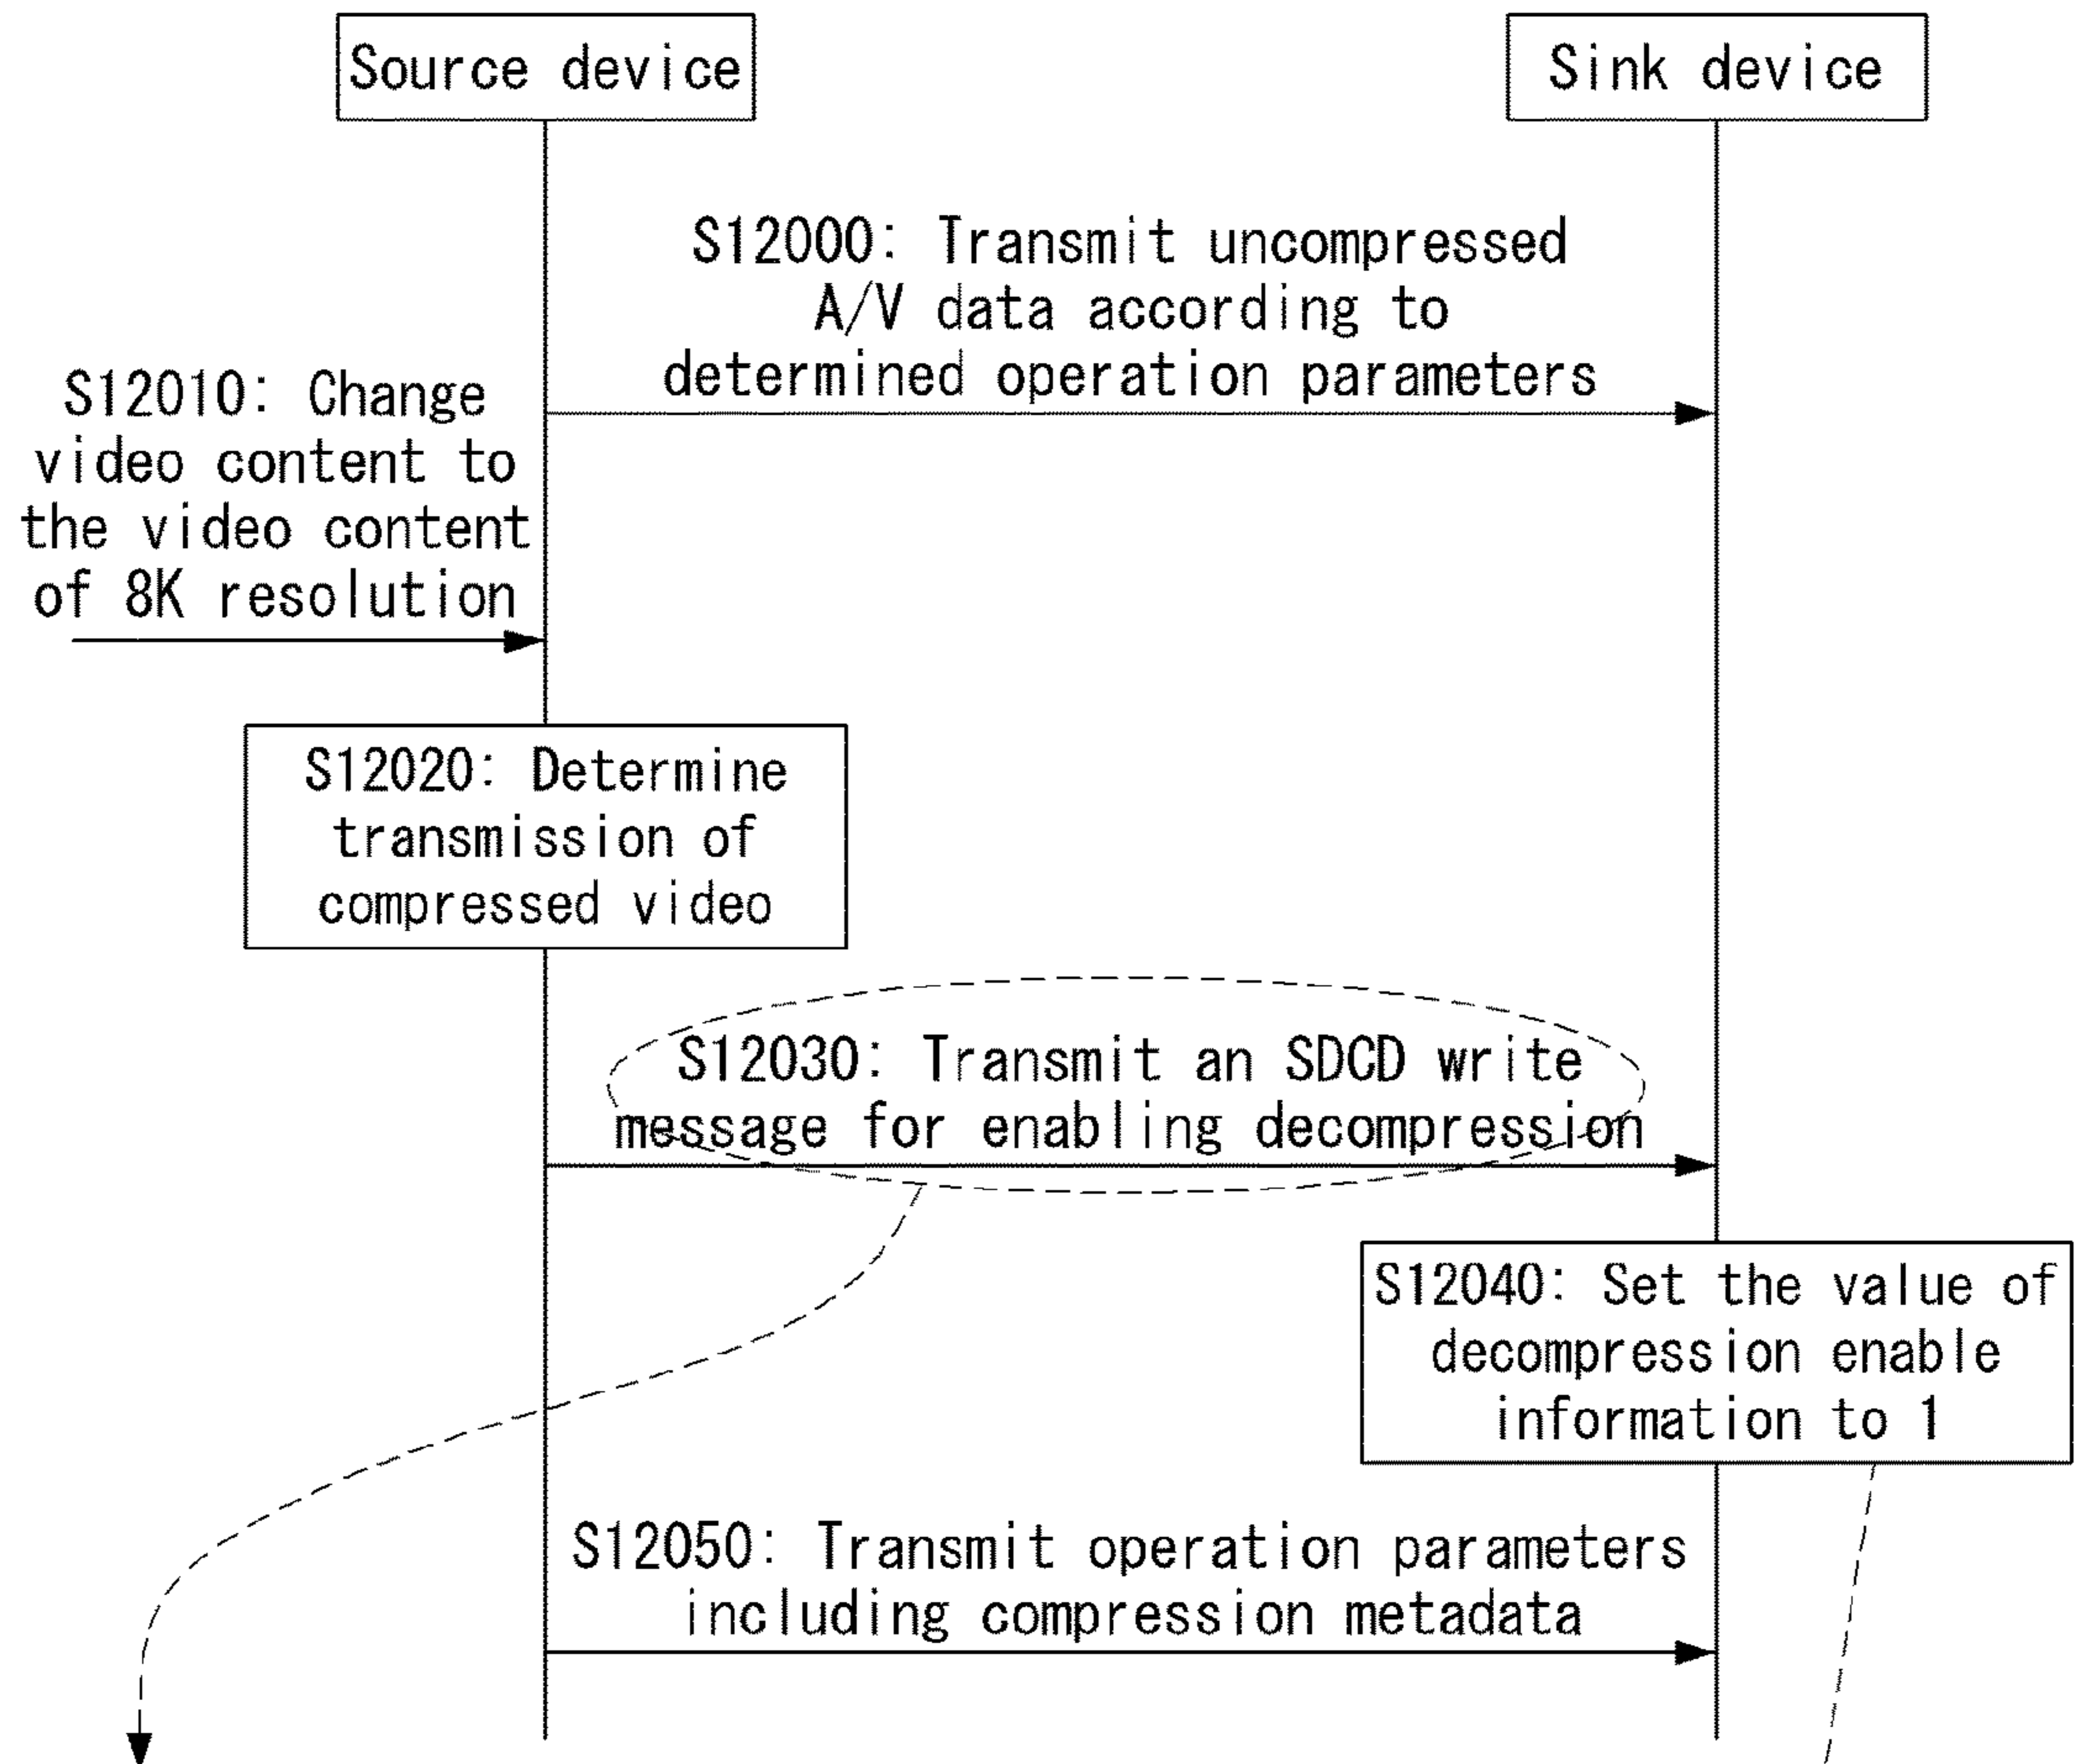 Source device
Sink device
S12000: Transmit uncompressed
A/V data according to
determined operation parameters
S12010: Change
video content to
the video content
of 8K resolution
S12020: Determine
transmission of
compressed video
S12030: Transmit an SDCD write
message for enabling decompression
S12040: Set the value of
decompression enable
information to 1
S12050: Transmit operation parameters
including compression metadata